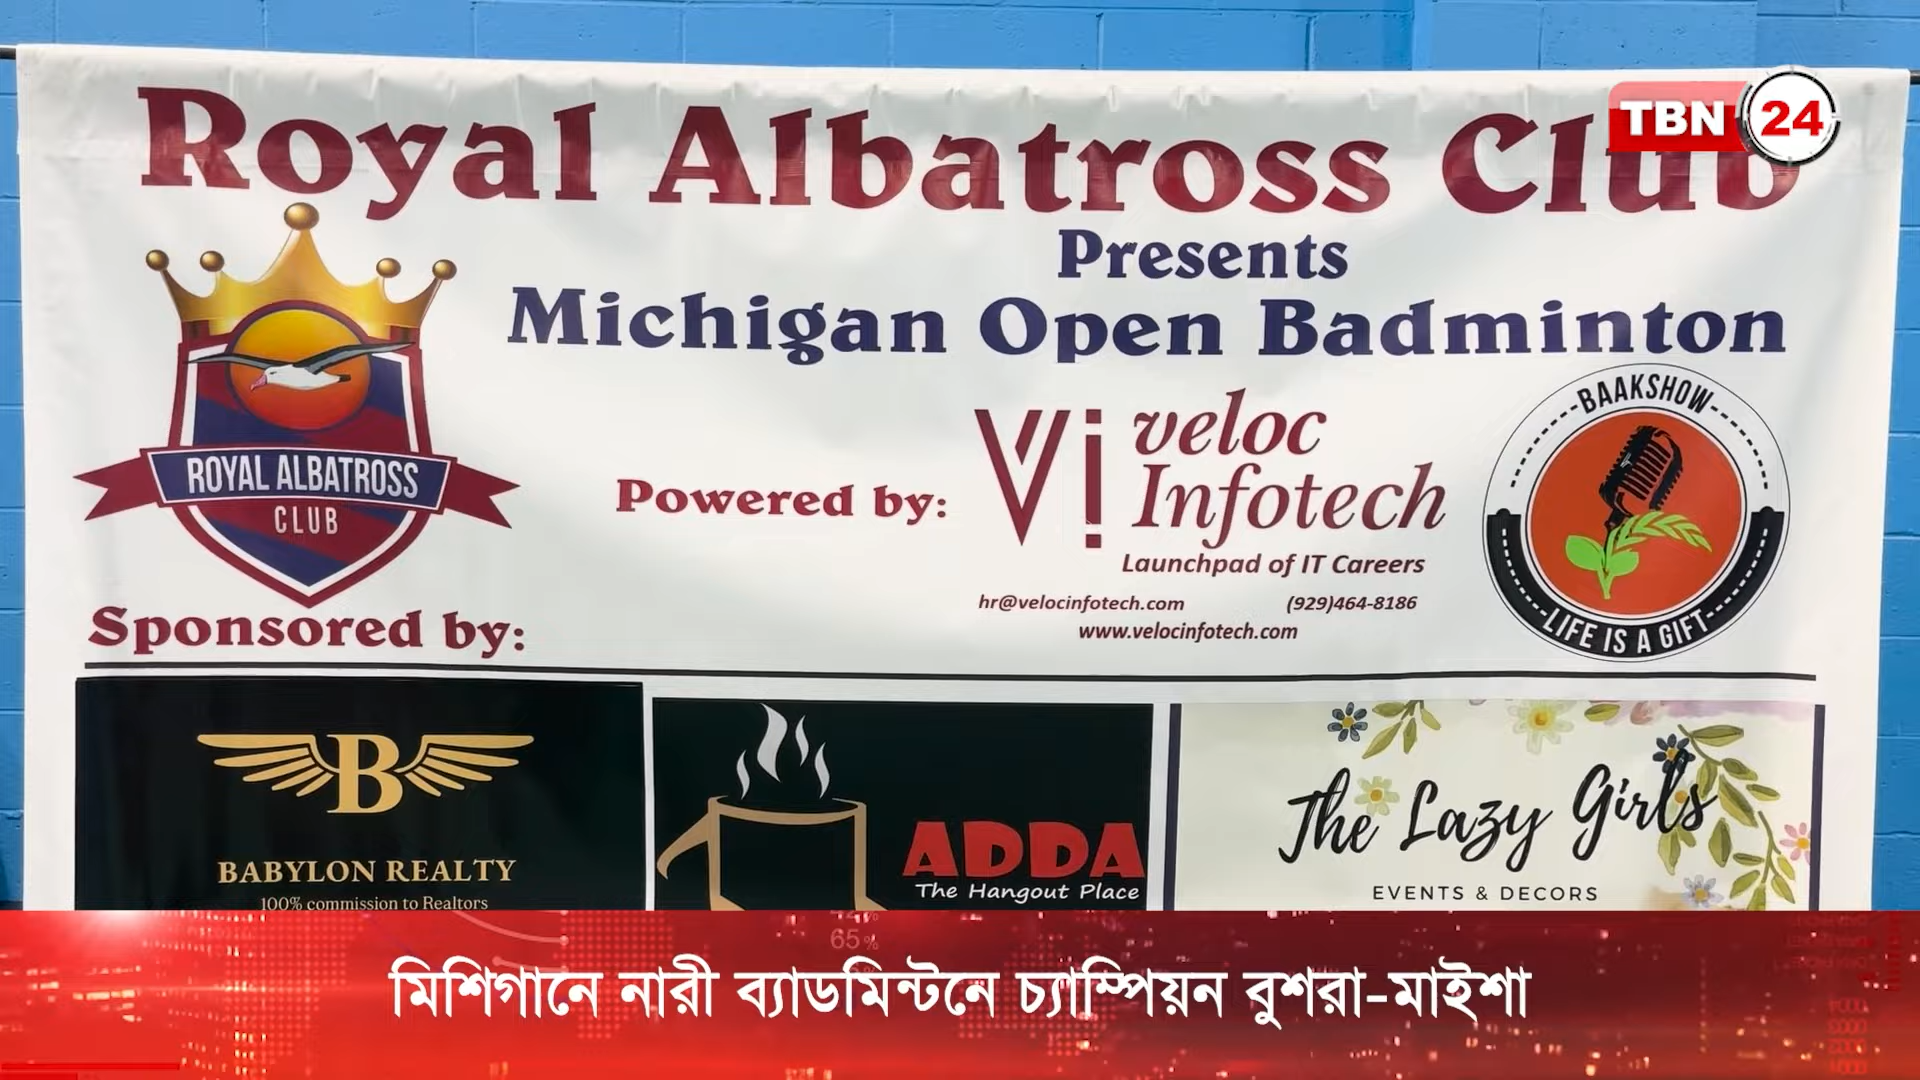 Royal Albatross Club
TBN 24
Presents
Michigan Open Badminton
ROYAL ALBATROSS
CLUB
Powered by:
Vi veloc
Infotech
Launchpad of IT Careers
hr@velocinfotech.com (929)464-8186
www.velocinfotech.com
BAAKSHOW
LIFE IS A GIFT
Sponsored by:
B
BABYLON REALTY
100% commission to Realtors
ADDA
The Hangout Place
The Lazy Girls
EVENTS & DECORS
65%
মিশিগানে নারী ব্যাডমিন্টনে চ্যাম্পিয়ন বুশরা-মাইশা